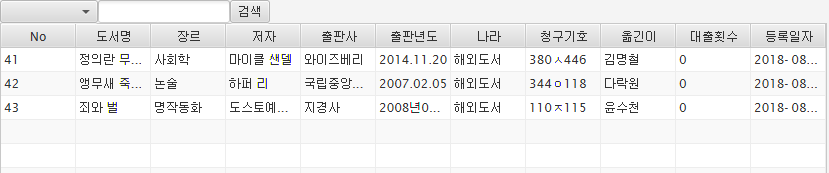 검색
No 도서명 장르 저자 출판사 출판년도 나라 청구기호 옮긴이 대출횟수 등록일자
41 정의란 무... 사회학 마이클 샌델 와이즈베리 2014.11.20 해외도서 380ㅅ446 김명철 0 2018- 08...
42 앵무새 죽... 논술 하퍼 리 국립중앙... 2007.02.05 해외도서 344ㅇ118 다락원 0 2018- 08...
43 죄와 벌 명작동화 도스토예... 지경사 2008년0... 해외도서 110ㅈ115 윤수천 0 2018- 08...